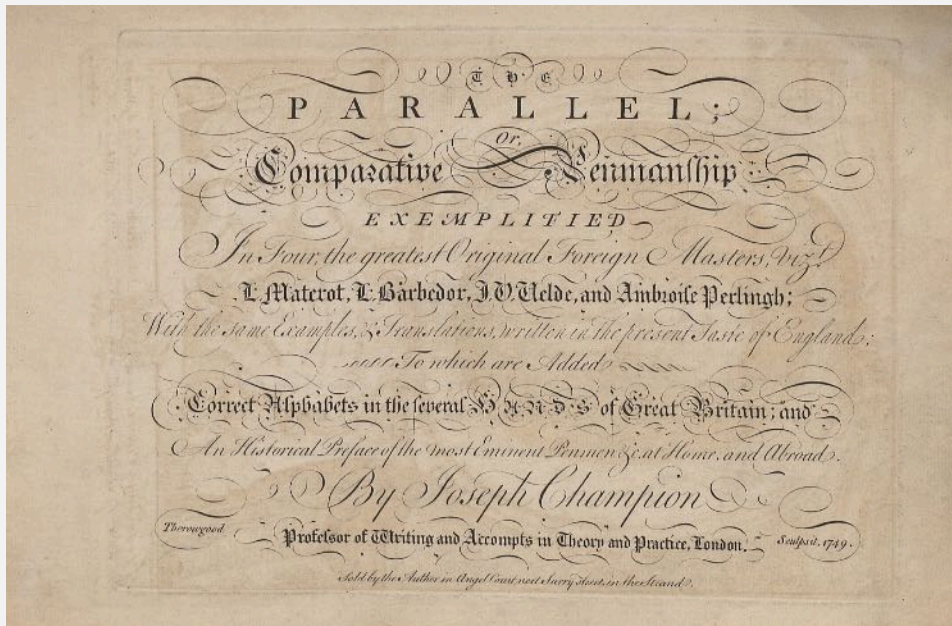 THE
PARALLEL;
Or,
Comparative Penmanship
EXEMPLIFIED
In Four, the greatest Original Foreign Masters, vizt.
L. Materot, L. Barbedor, J. V. Velde, and Ambroise Perlingh;
With the same Examples, & Translations, written in the present Taste of England:
To which are Added
Correct Alphabets in the several HANDS of Great Britain; and
An Historical Preface of the most Eminent Penmen &c. at Home, and Abroad.
By Joseph Champion
Professor of Writing and Accompts in Theory and Practice, London.
Thorowgood
Sculpsit. 1749.
Sold by the Author in Angel Court next Surry street, in the Strand.